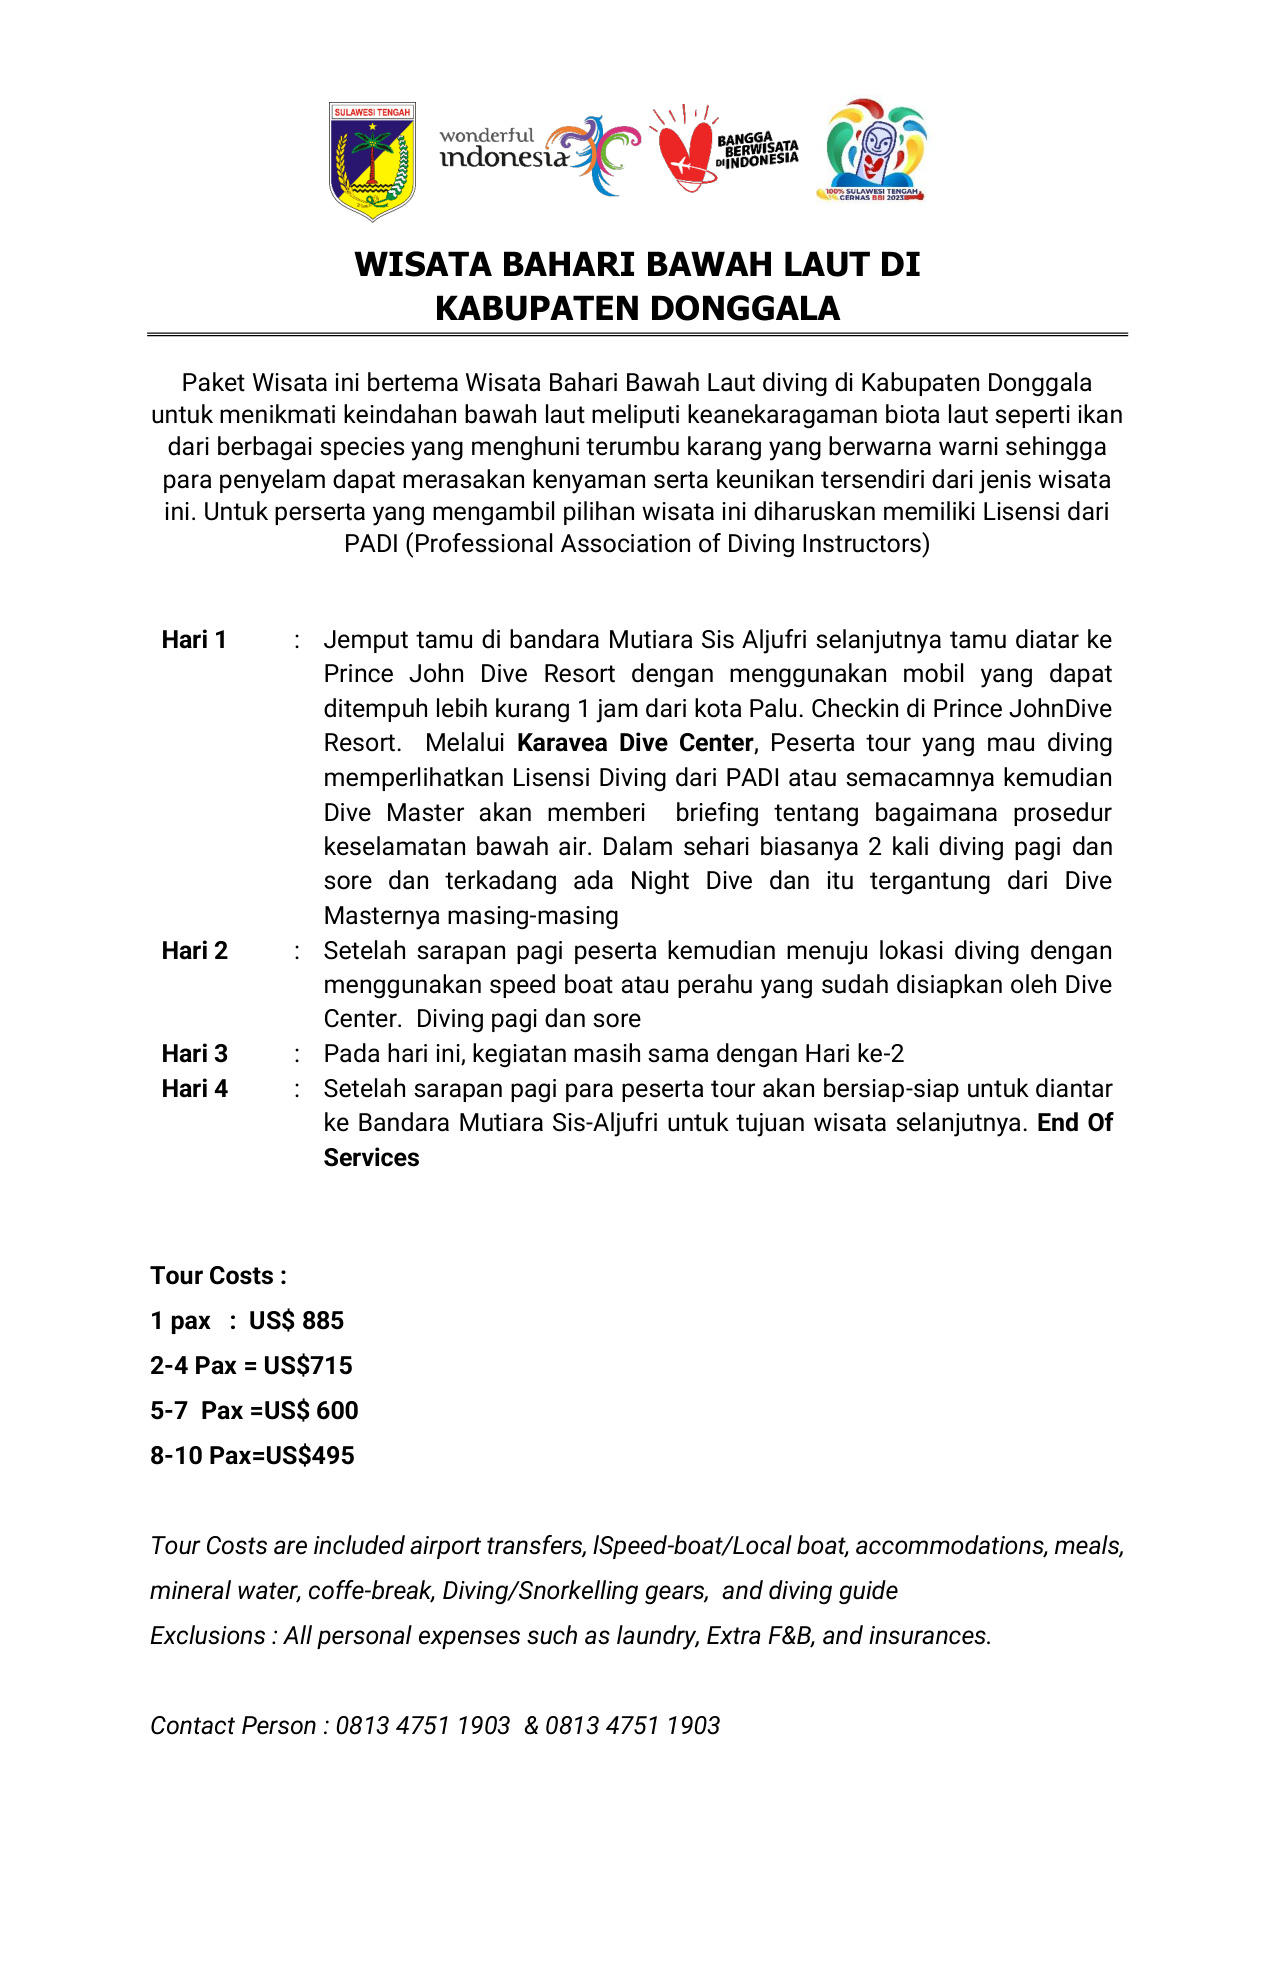 SULAWESI TENGAH
wonderful
indonesia
BANGGA
BERWISATA
DI INDONESIA
100% SULAWESI TENGAH
GERNAS BBI 2023
WISATA BAHARI BAWAH LAUT DI
KABUPATEN DONGGALA
Paket Wisata ini bertema Wisata Bahari Bawah Laut diving di Kabupaten Donggala
untuk menikmati keindahan bawah laut meliputi keanekaragaman biota laut seperti ikan
dari berbagai species yang menghuni terumbu karang yang berwarna warni sehingga
para penyelam dapat merasakan kenyaman serta keunikan tersendiri dari jenis wisata
ini. Untuk perserta yang mengambil pilihan wisata ini diharuskan memiliki Lisensi dari
PADI (Professional Association of Diving Instructors)
Hari 1 : Jemput tamu di bandara Mutiara Sis Aljufri selanjutnya tamu diatar ke
Prince John Dive Resort dengan menggunakan mobil yang dapat
ditempuh lebih kurang 1 jam dari kota Palu. Checkin di Prince JohnDive
Resort. Melalui Karavea Dive Center, Peserta tour yang mau diving
memperlihatkan Lisensi Diving dari PADI atau semacamnya kemudian
Dive Master akan memberi briefing tentang bagaimana prosedur
keselamatan bawah air. Dalam sehari biasanya 2 kali diving pagi dan
sore dan terkadang ada Night Dive dan itu tergantung dari Dive
Masternya masing-masing
Hari 2 : Setelah sarapan pagi peserta kemudian menuju lokasi diving dengan
menggunakan speed boat atau perahu yang sudah disiapkan oleh Dive
Center. Diving pagi dan sore
Hari 3 : Pada hari ini, kegiatan masih sama dengan Hari ke-2
Hari 4 : Setelah sarapan pagi para peserta tour akan bersiap-siap untuk diantar
ke Bandara Mutiara Sis-Aljufri untuk tujuan wisata selanjutnya. End Of
Services
Tour Costs :
1 pax : US$ 885
2-4 Pax = US$715
5-7 Pax =US$ 600
8-10 Pax=US$495
Tour Costs are included airport transfers, lSpeed-boat/Local boat, accommodations, meals,
mineral water, coffe-break, Diving/Snorkelling gears, and diving guide
Exclusions : All personal expenses such as laundry, Extra F&B, and insurances.
Contact Person : 0813 4751 1903 & 0813 4751 1903